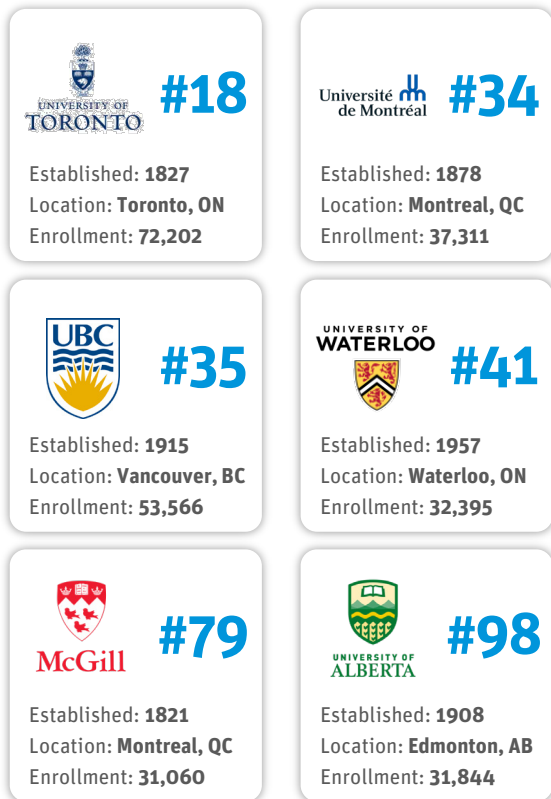 UNIVERSITY OF
TORONTO
#18
Established: 1827
Location: Toronto, ON
Enrollment: 72,202
Université
de Montréal
#34
Established: 1878
Location: Montreal, QC
Enrollment: 37,311
UBC
#35
Established: 1915
Location: Vancouver, BC
Enrollment: 53,566
UNIVERSITY OF
WATERLOO
#41
Established: 1957
Location: Waterloo, ON
Enrollment: 32,395
McGill
#79
Established: 1821
Location: Montreal, QC
Enrollment: 31,060
UNIVERSITY OF
ALBERTA
#98
Established: 1908
Location: Edmonton, AB
Enrollment: 31,844